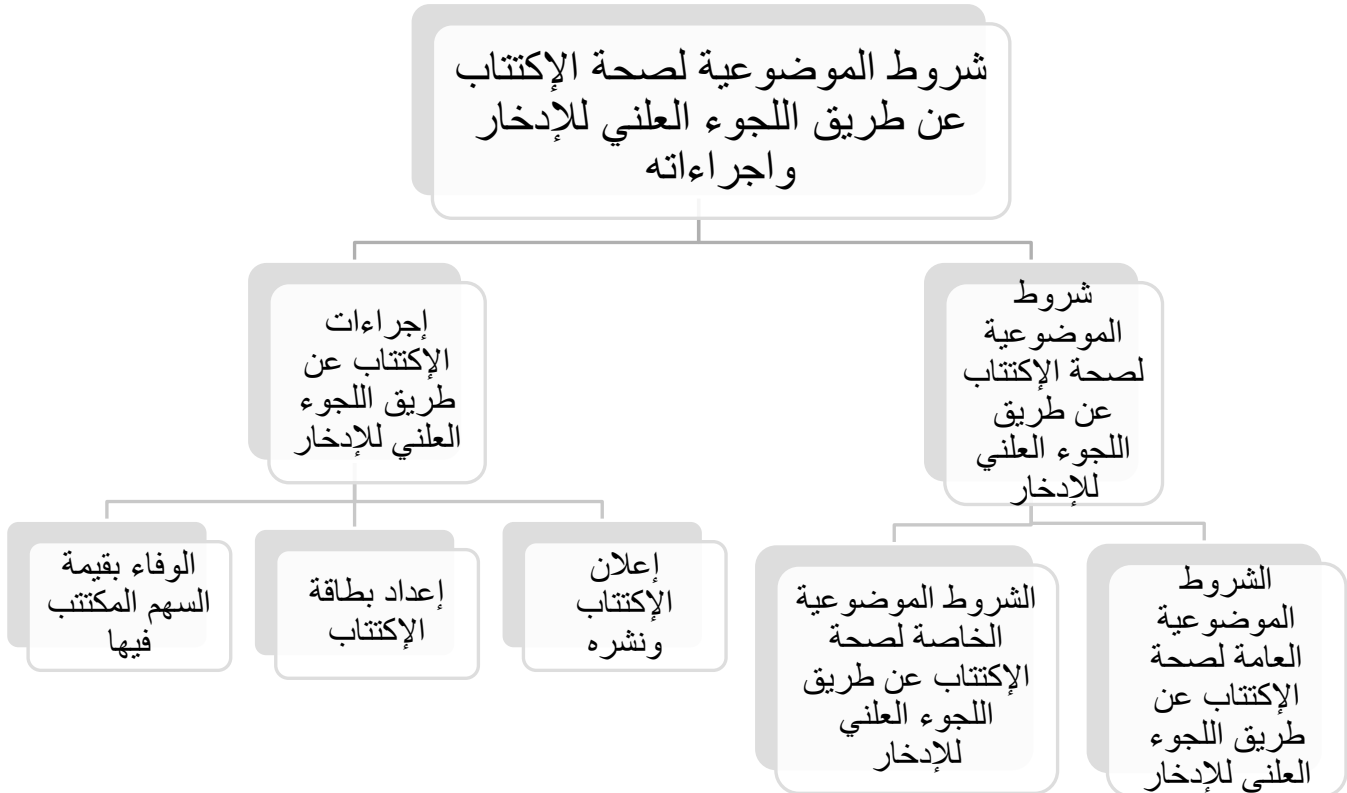 شروط الموضوعية لصحة الإكتتاب
عن طريق اللجوء العلني للإدخار
واجراءاته
شروط
الموضوعية
لصحة الإكتتاب
عن طريق
اللجوء العلني
للإدخار
إجراءات
الإكتتاب عن
طريق اللجوء
العلني للإدخار
الشروط
الموضوعية
العامة لصحة
الإكتتاب عن
طريق اللجوء
العلني للإدخار
الشروط الموضوعية
الخاصة لصحة
الإكتتاب عن طريق
اللجوء العلني
للإدخار
إعلان
الإكتتاب
ونشره
إعداد بطاقة
الإكتتاب
الوفاء بقيمة
السهم المكتتب
فيها